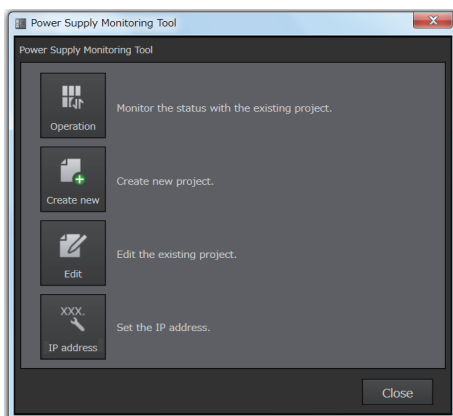 Power Supply Monitoring Tool
Power Supply Monitoring Tool
Operation
Monitor the status with the existing project.
Create new
Create new project.
Edit
Edit the existing project.
XXX.
IP address
Set the IP address.
Close